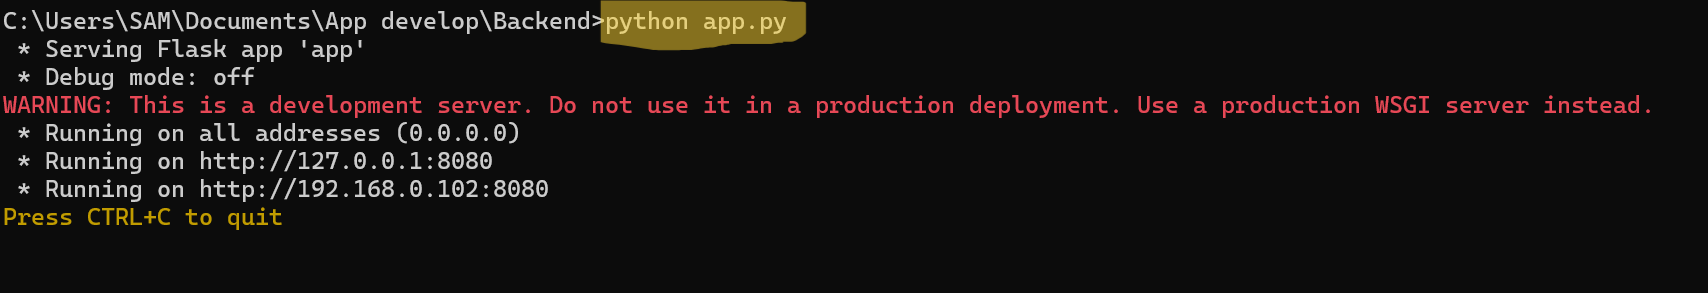 C:\Users\SAM\Documents\App develop\Backend>python app.py
 * Serving Flask app 'app'
 * Debug mode: off
WARNING: This is a development server. Do not use it in a production deployment. Use a production WSGI server instead.
 * Running on all addresses (0.0.0.0)
 * Running on http://127.0.0.1:8080
 * Running on http://192.168.0.102:8080
Press CTRL+C to quit